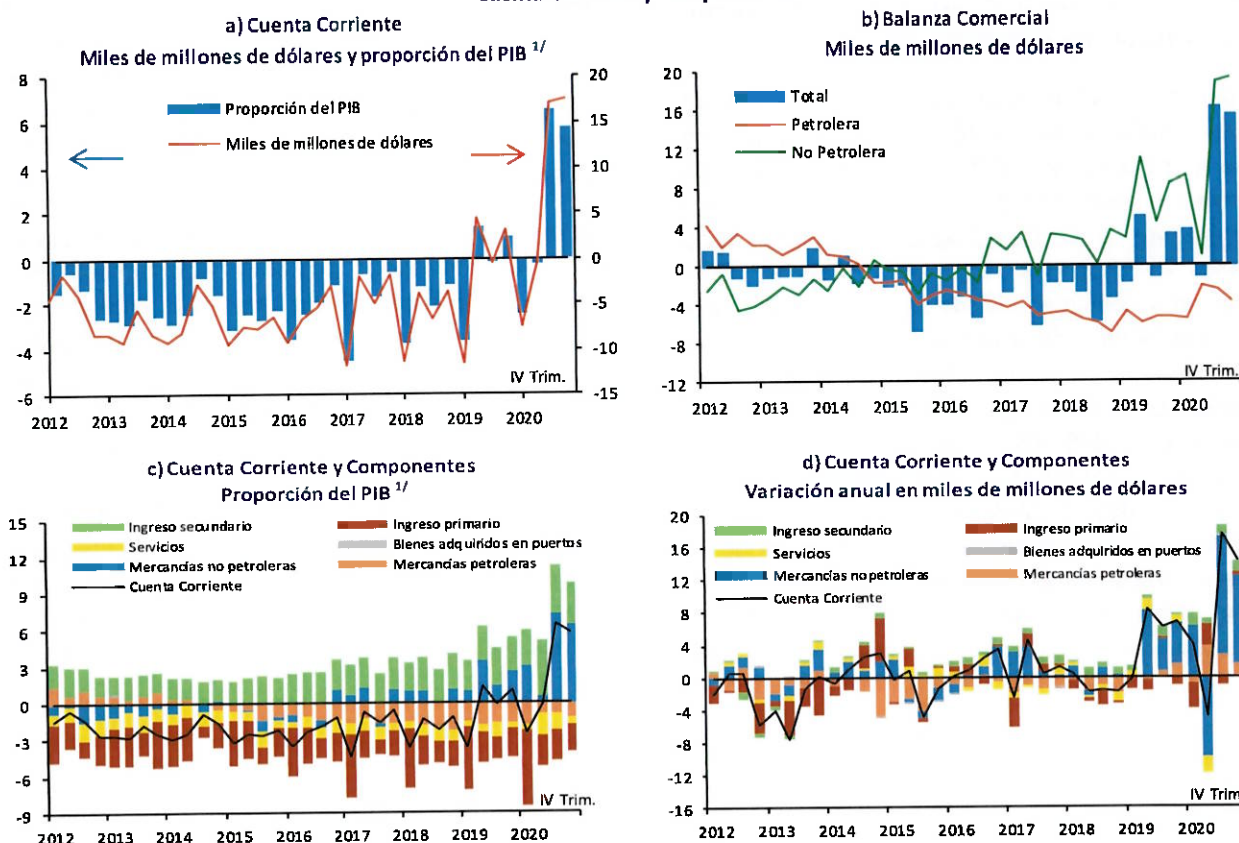 a) Cuenta Corriente
Miles de millones de dólares y proporción del PIB 1/
8
6
4
2
0
-2
-4
-6
20
15
10
5
0
-5
-10
-15
Proporción del PIB
Miles de millones de dólares
IV Trim.
2012 2013 2014 2015 2016 2017 2018 2019 2020
b) Balanza Comercial
Miles de millones de dólares
20
16
12
8
4
0
-4
-8
-12
Total
Petrolera
No Petrolera
IV Trim.
2012 2013 2014 2015 2016 2017 2018 2019 2020
c) Cuenta Corriente y Componentes
Proporción del PIB 1/
15
12
9
6
3
0
-3
-6
-9
Ingreso secundario
Ingreso primario
Servicios
Bienes adquiridos en puertos
Mercancías no petroleras
Mercancías petroleras
Cuenta Corriente
IV Trim.
2012 2013 2014 2015 2016 2017 2018 2019 2020
d) Cuenta Corriente y Componentes
Variación anual en miles de millones de dólares
20
16
12
8
4
0
-4
-8
-12
-16
Ingreso secundario
Ingreso primario
Servicios
Bienes adquiridos en puertos
Mercancías no petroleras
Mercancías petroleras
Cuenta Corriente
IV Trim.
2012 2013 2014 2015 2016 2017 2018 2019 2020